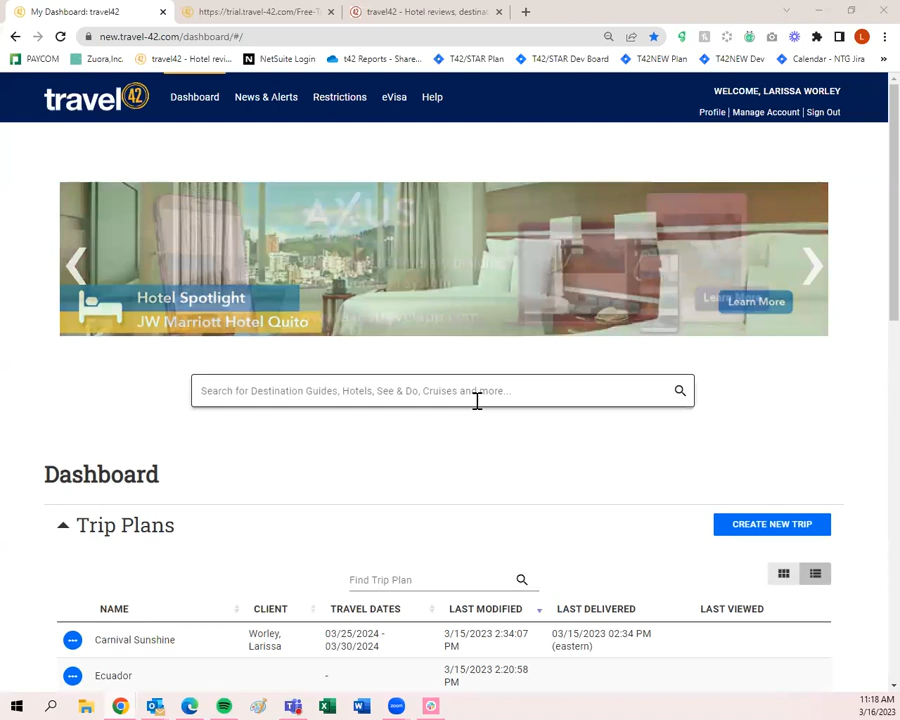 My Dashboard: travel42
https://trial.travel-42.com/Free-T
travel42 - Hotel reviews, destinat
new.travel-42.com/dashboard/#/
L
PAYCOM
Zuora,Inc.
travel42 - Hotel revi...
NetSuite Login
t42 Reports - Share...
T42/STAR Plan
T42/STAR Dev Board
T42NEW Plan
T42NEW Dev
Calendar - TNG Jira
travel42
Dashboard
News & Alerts
Restrictions
eVisa
Help
WELCOME, LARISSA WORLEY
Profile | Manage Account | Sign Out
AXUS
Hotel Spotlight
JW Marriott Hotel Quito
Learn More
Search for Destination Guides, Hotels, See & Do, Cruises and more...
Dashboard
Trip Plans
CREATE NEW TRIP
Find Trip Plan
NAME
CLIENT
TRAVEL DATES
LAST MODIFIED
LAST DELIVERED
LAST VIEWED
Carnival Sunshine
Worley,
Larissa
03/25/2024 -
03/30/2024
3/15/2023 2:34:07
PM
03/15/2023 02:34 PM
(eastern)
Ecuador
-
3/15/2023 2:20:58
PM
11:18 AM
3/16/2023